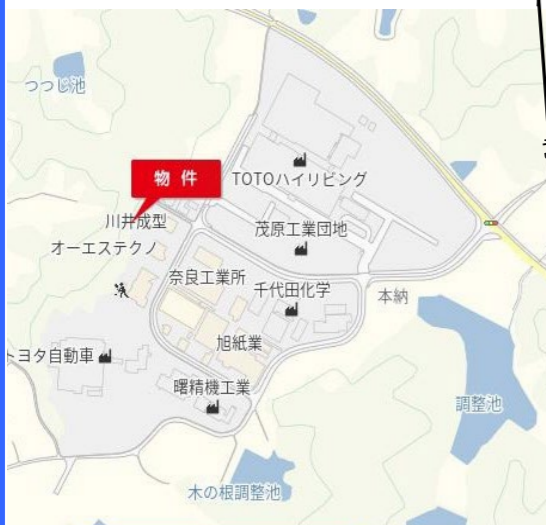 つつじ池
物件
TOTOハイリビング
川井成型
茂原工業団地
オーエステクノ
奈良工業所
千代田化学
本納
旭紙業
トヨタ自動車
曙精機工業
調整池
木の根調整池